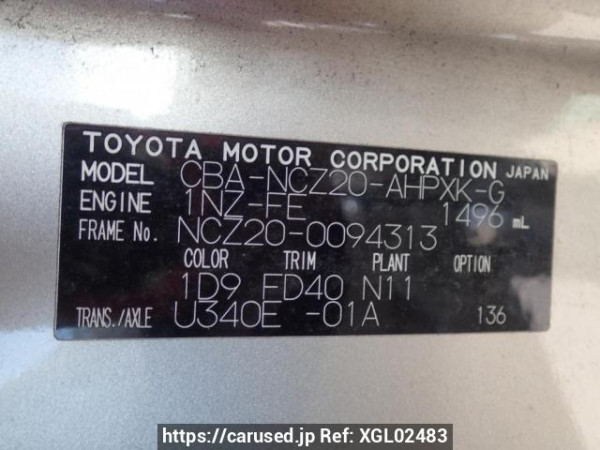 TOYOTA MOTOR CORPORATION JAPAN
MODEL CBA-NCZ20-AHPXK-G
ENGINE 1NZ-FE 1496 mL
FRAME No. NCZ20-0094313
COLOR TRIM PLANT OPTION
1D9 FD40 N11
TRANS./AXLE U340E -01A 136
https://carused.jp Ref: XGL02483